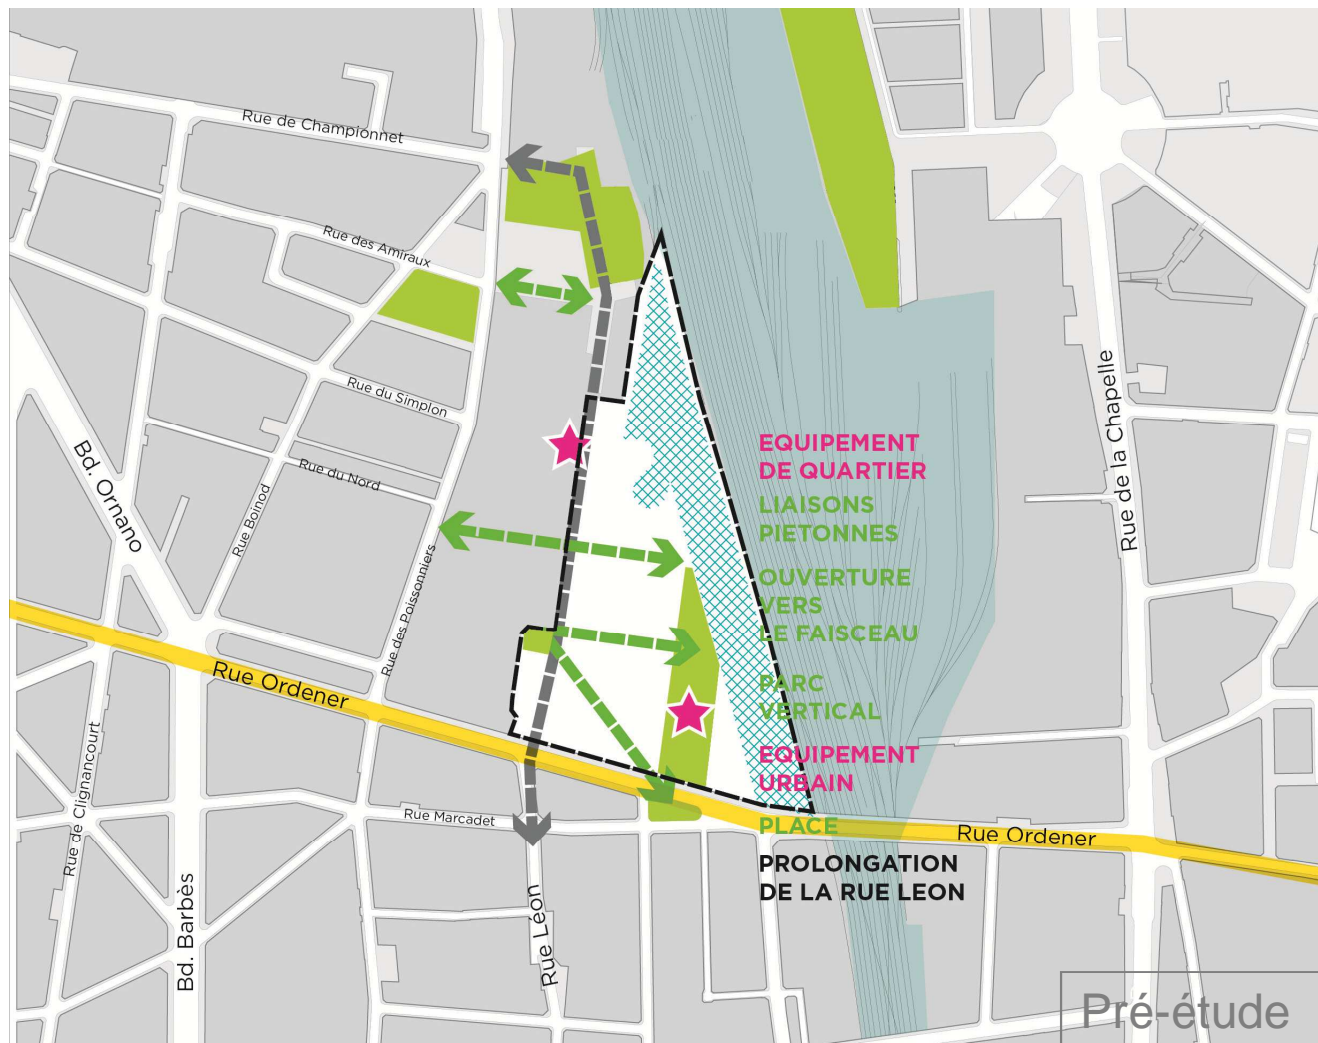 Rue de Championnet
Rue des Amiraux
Rue du Simplon
Rue du Nord
Bd. Ornano
Rue Boinod
Rue des Poissonniers
Rue Ordener
Rue de Clignancourt
Bd. Barbès
Rue Marcadet
Rue Léon
EQUIPEMENT
DE QUARTIER
LIAISONS
PIETONNES
OUVERTURE
VERS
LE FAISCEAU
PARC
VERTICAL
EQUIPEMENT
URBAIN
PLACE
PROLONGATION
DE LA RUE LEON
Rue de la Chapelle
Rue Ordener
Pré-étude